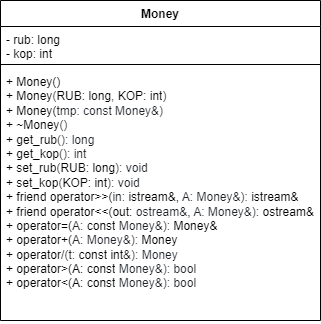 Money
- rub: long
- kop: int
+ Money()
+ Money(RUB: long, KOP: int)
+ Money(tmp: const Money&)
+ ~Money()
+ get_rub(): long
+ get_kop(): int
+ set_rub(RUB: long): void
+ set_kop(KOP: int): void
+ friend operator>>(in: istream&, A: Money&): istream&
+ friend operator<<(out: ostream&, A: Money&): ostream&
+ operator=(A: const Money&): Money&
+ operator+(A: Money&): Money
+ operator/(t: const int&): Money
+ operator>(A: const Money&): bool
+ operator<(A: const Money&): bool